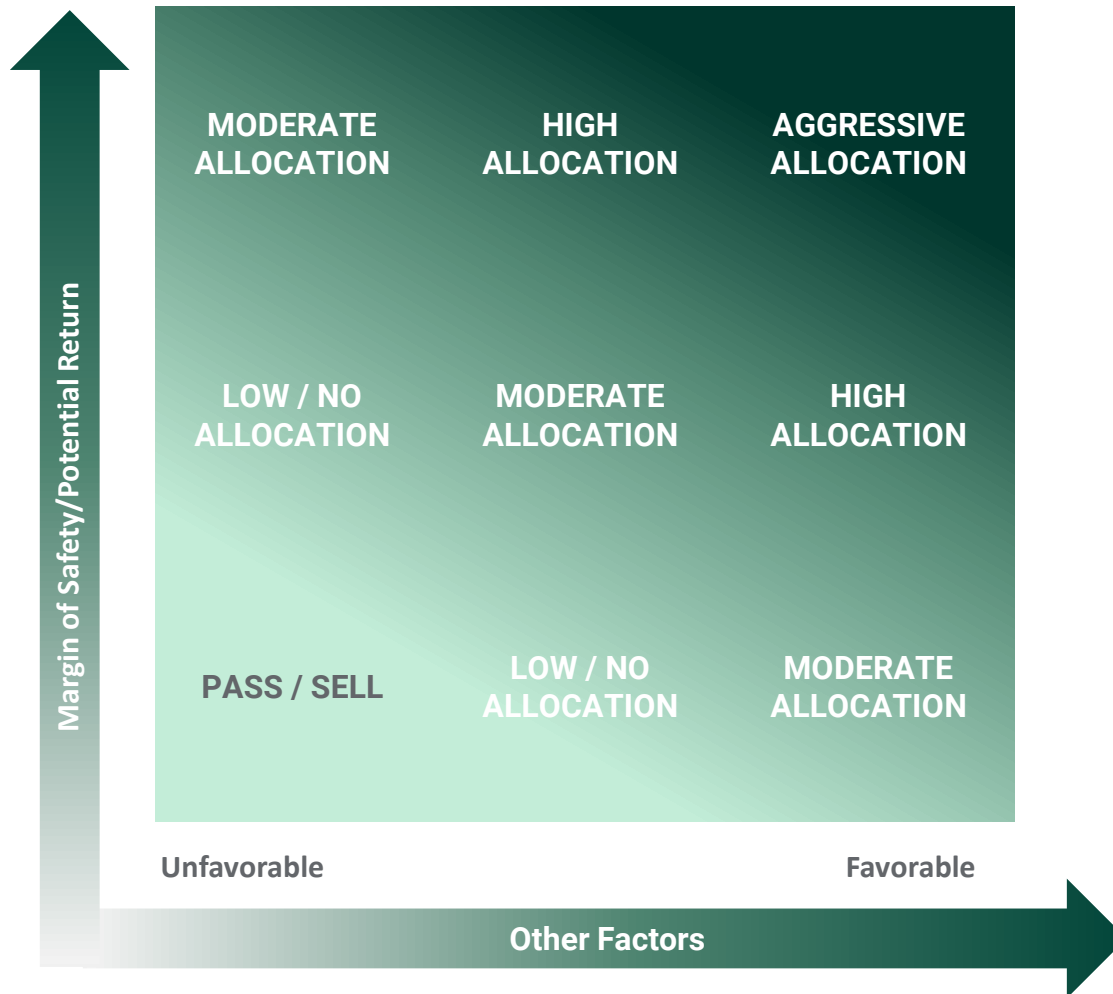 MODERATE
ALLOCATION
HIGH
ALLOCATION
AGGRESSIVE
ALLOCATION
Margin of Safety/Potential Return
LOW / NO
ALLOCATION
MODERATE
ALLOCATION
HIGH
ALLOCATION
PASS / SELL
LOW / NO
ALLOCATION
MODERATE
ALLOCATION
Unfavorable
Favorable
Other Factors